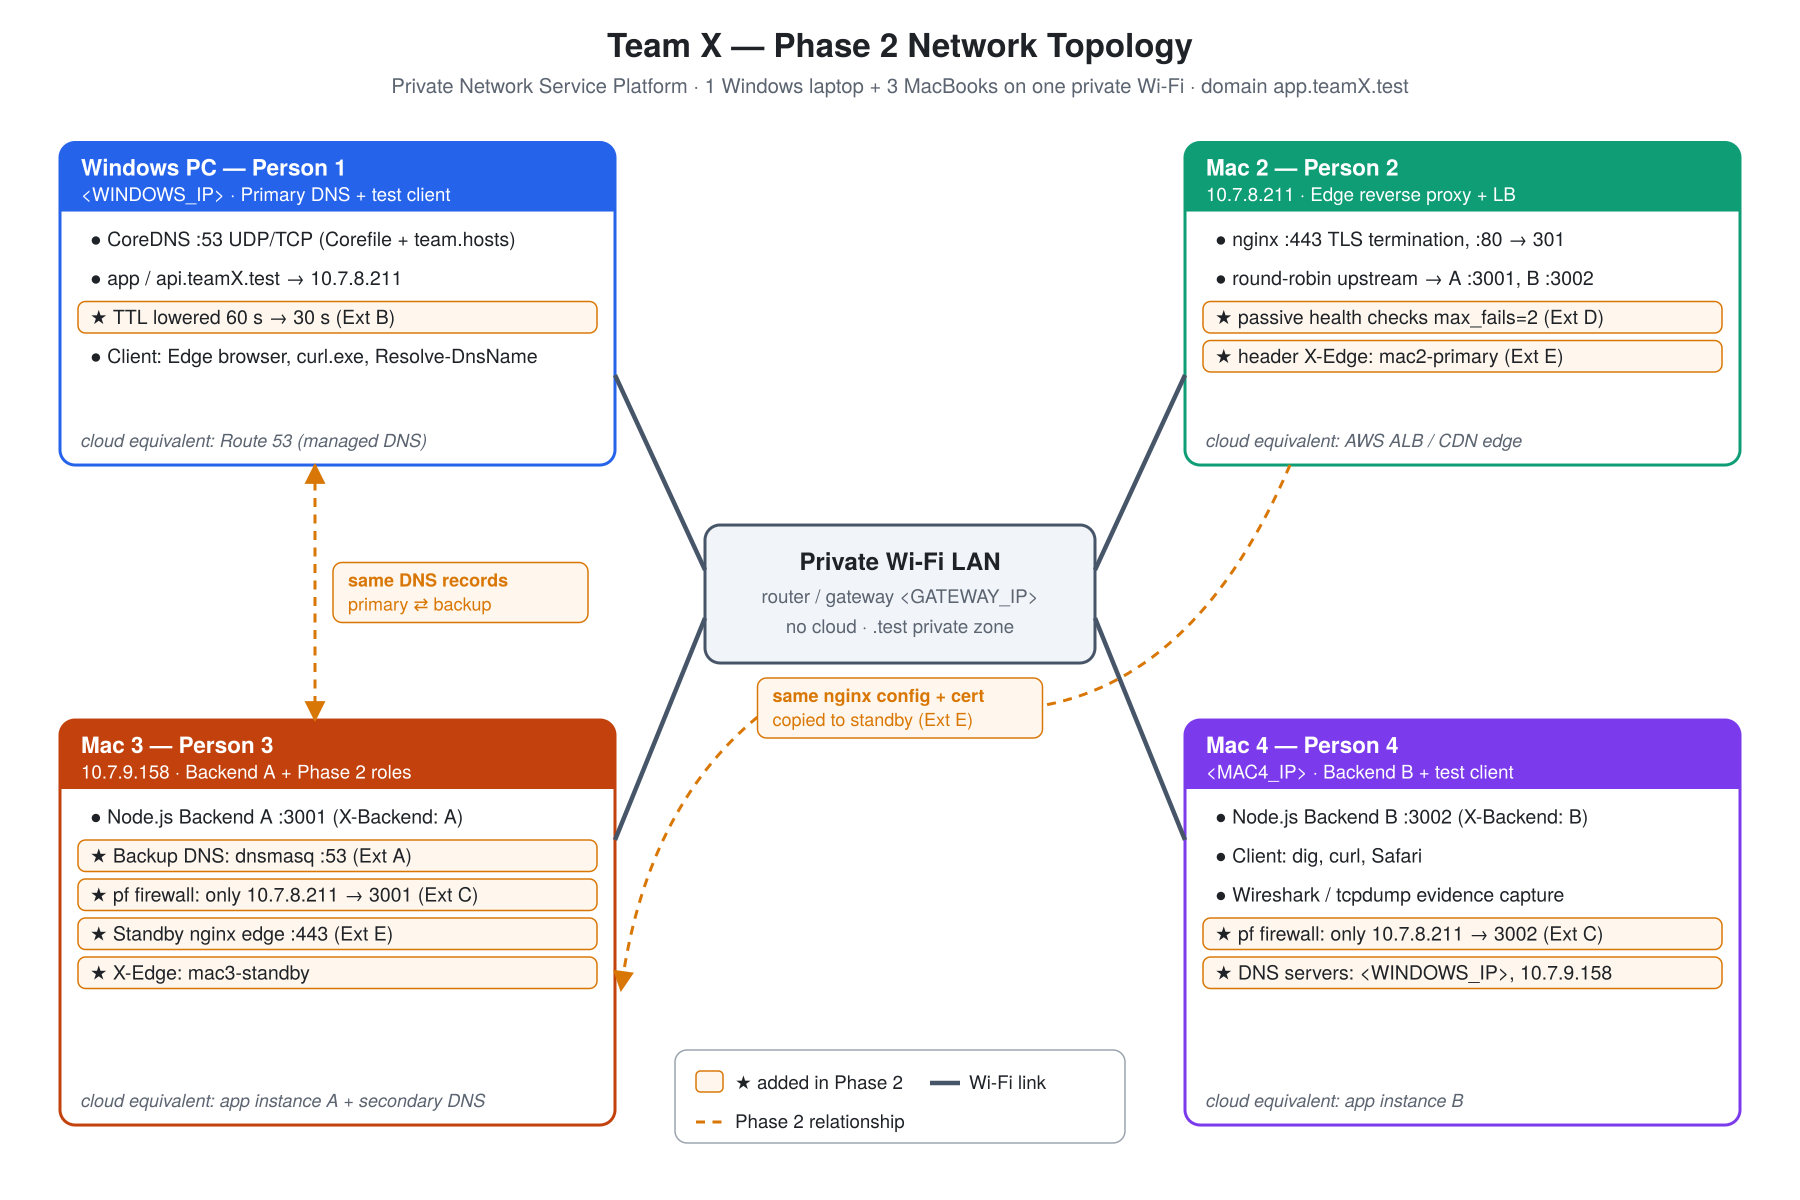 Team X — Phase 2 Network Topology
Private Network Service Platform · 1 Windows laptop + 3 MacBooks on one private Wi-Fi · domain app.teamX.test
Windows PC — Person 1
<WINDOWS_IP> · Primary DNS + test client
● CoreDNS :53 UDP/TCP (Corefile + team.hosts)
● app / api.teamX.test → 10.7.8.211
★ TTL lowered 60 s → 30 s (Ext B)
● Client: Edge browser, curl.exe, Resolve-DnsName
cloud equivalent: Route 53 (managed DNS)
Mac 2 — Person 2
10.7.8.211 · Edge reverse proxy + LB
● nginx :443 TLS termination, :80 → 301
● round-robin upstream → A :3001, B :3002
★ passive health checks max_fails=2 (Ext D)
★ header X-Edge: mac2-primary (Ext E)
cloud equivalent: AWS ALB / CDN edge
Private Wi-Fi LAN
router / gateway <GATEWAY_IP>
no cloud · .test private zone
same DNS records
primary ⇄ backup
same nginx config + cert
copied to standby (Ext E)
Mac 3 — Person 3
10.7.9.158 · Backend A + Phase 2 roles
● Node.js Backend A :3001 (X-Backend: A)
★ Backup DNS: dnsmasq :53 (Ext A)
★ pf firewall: only 10.7.8.211 → 3001 (Ext C)
★ Standby nginx edge :443 (Ext E)
★ X-Edge: mac3-standby
cloud equivalent: app instance A + secondary DNS
Mac 4 — Person 4
<MAC4_IP> · Backend B + test client
● Node.js Backend B :3002 (X-Backend: B)
● Client: dig, curl, Safari
● Wireshark / tcpdump evidence capture
★ pf firewall: only 10.7.8.211 → 3002 (Ext C)
★ DNS servers: <WINDOWS_IP>, 10.7.9.158
cloud equivalent: app instance B
★ added in Phase 2
Wi-Fi link
Phase 2 relationship